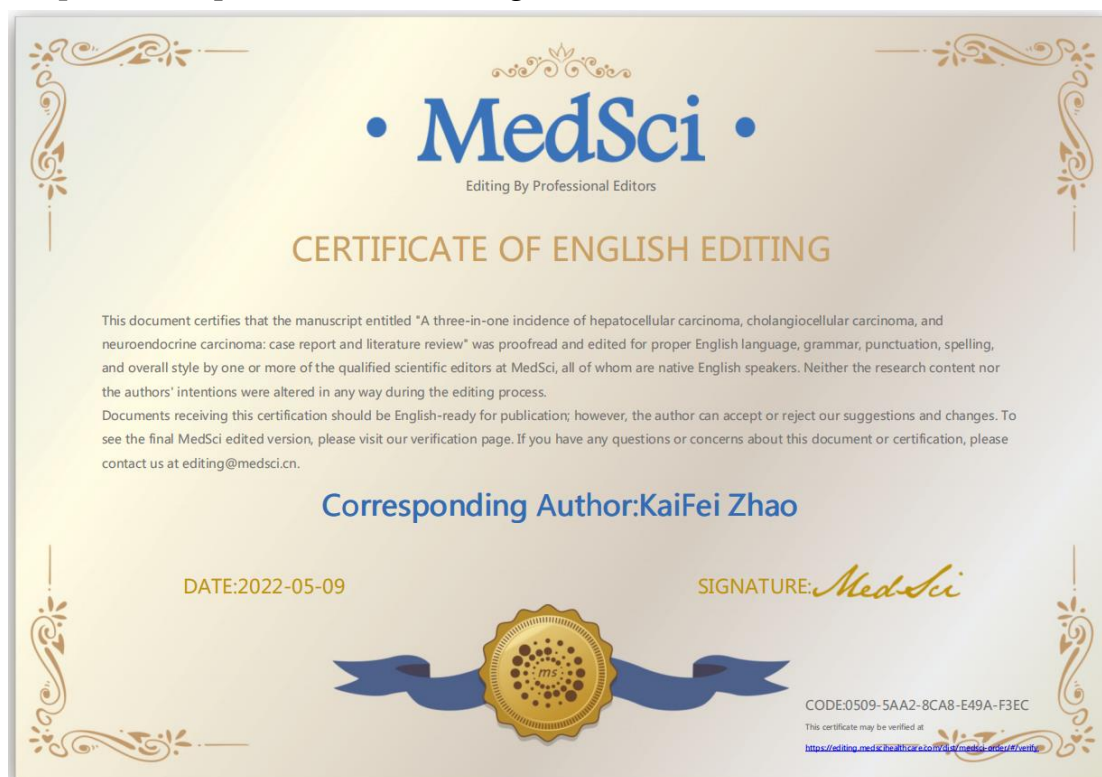 • MedSci •
Editing By Professional Editors
CERTIFICATE OF ENGLISH EDITING
This document certifies that the manuscript entitled "A three-in-one incidence of hepatocellular carcinoma, cholangiocellular carcinoma, and
neuroendocrine carcinoma: case report and literature review" was proofread and edited for proper English language, grammar, punctuation, spelling,
and overall style by one or more of the qualified scientific editors at MedSci, all of whom are native English speakers. Neither the research content nor
the authors' intentions were altered in any way during the editing process.
Documents receiving this certification should be English-ready for publication; however, the author can accept or reject our suggestions and changes. To
see the final MedSci edited version, please visit our verification page. If you have any questions or concerns about this document or certification, please
contact us at editing@medsci.cn.
Corresponding Author:KaiFei Zhao
DATE:2022-05-09
SIGNATURE: MedSci
ms
CODE:0509-5AA2-8CA8-E49A-F3EC
This certificate may be verified at
https://editing.medscihealthcare.com/dist/medsci-order/#/verify